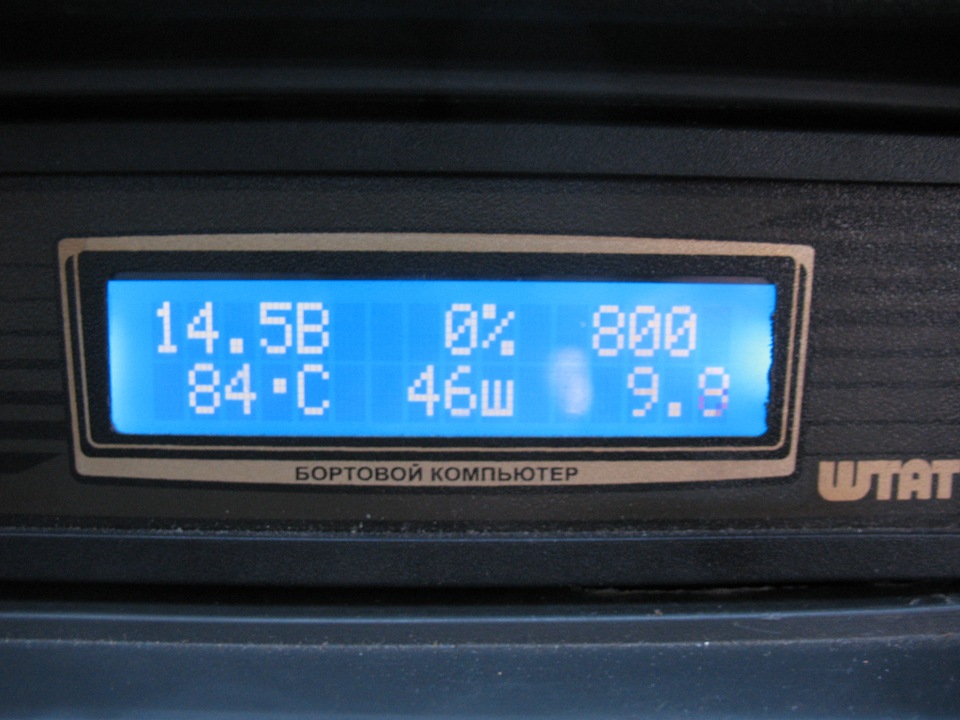 14.5В 0% 800
84°C 46ш 9.8
БОРТОВОЙ КОМПЬЮТЕР
ШТАТ